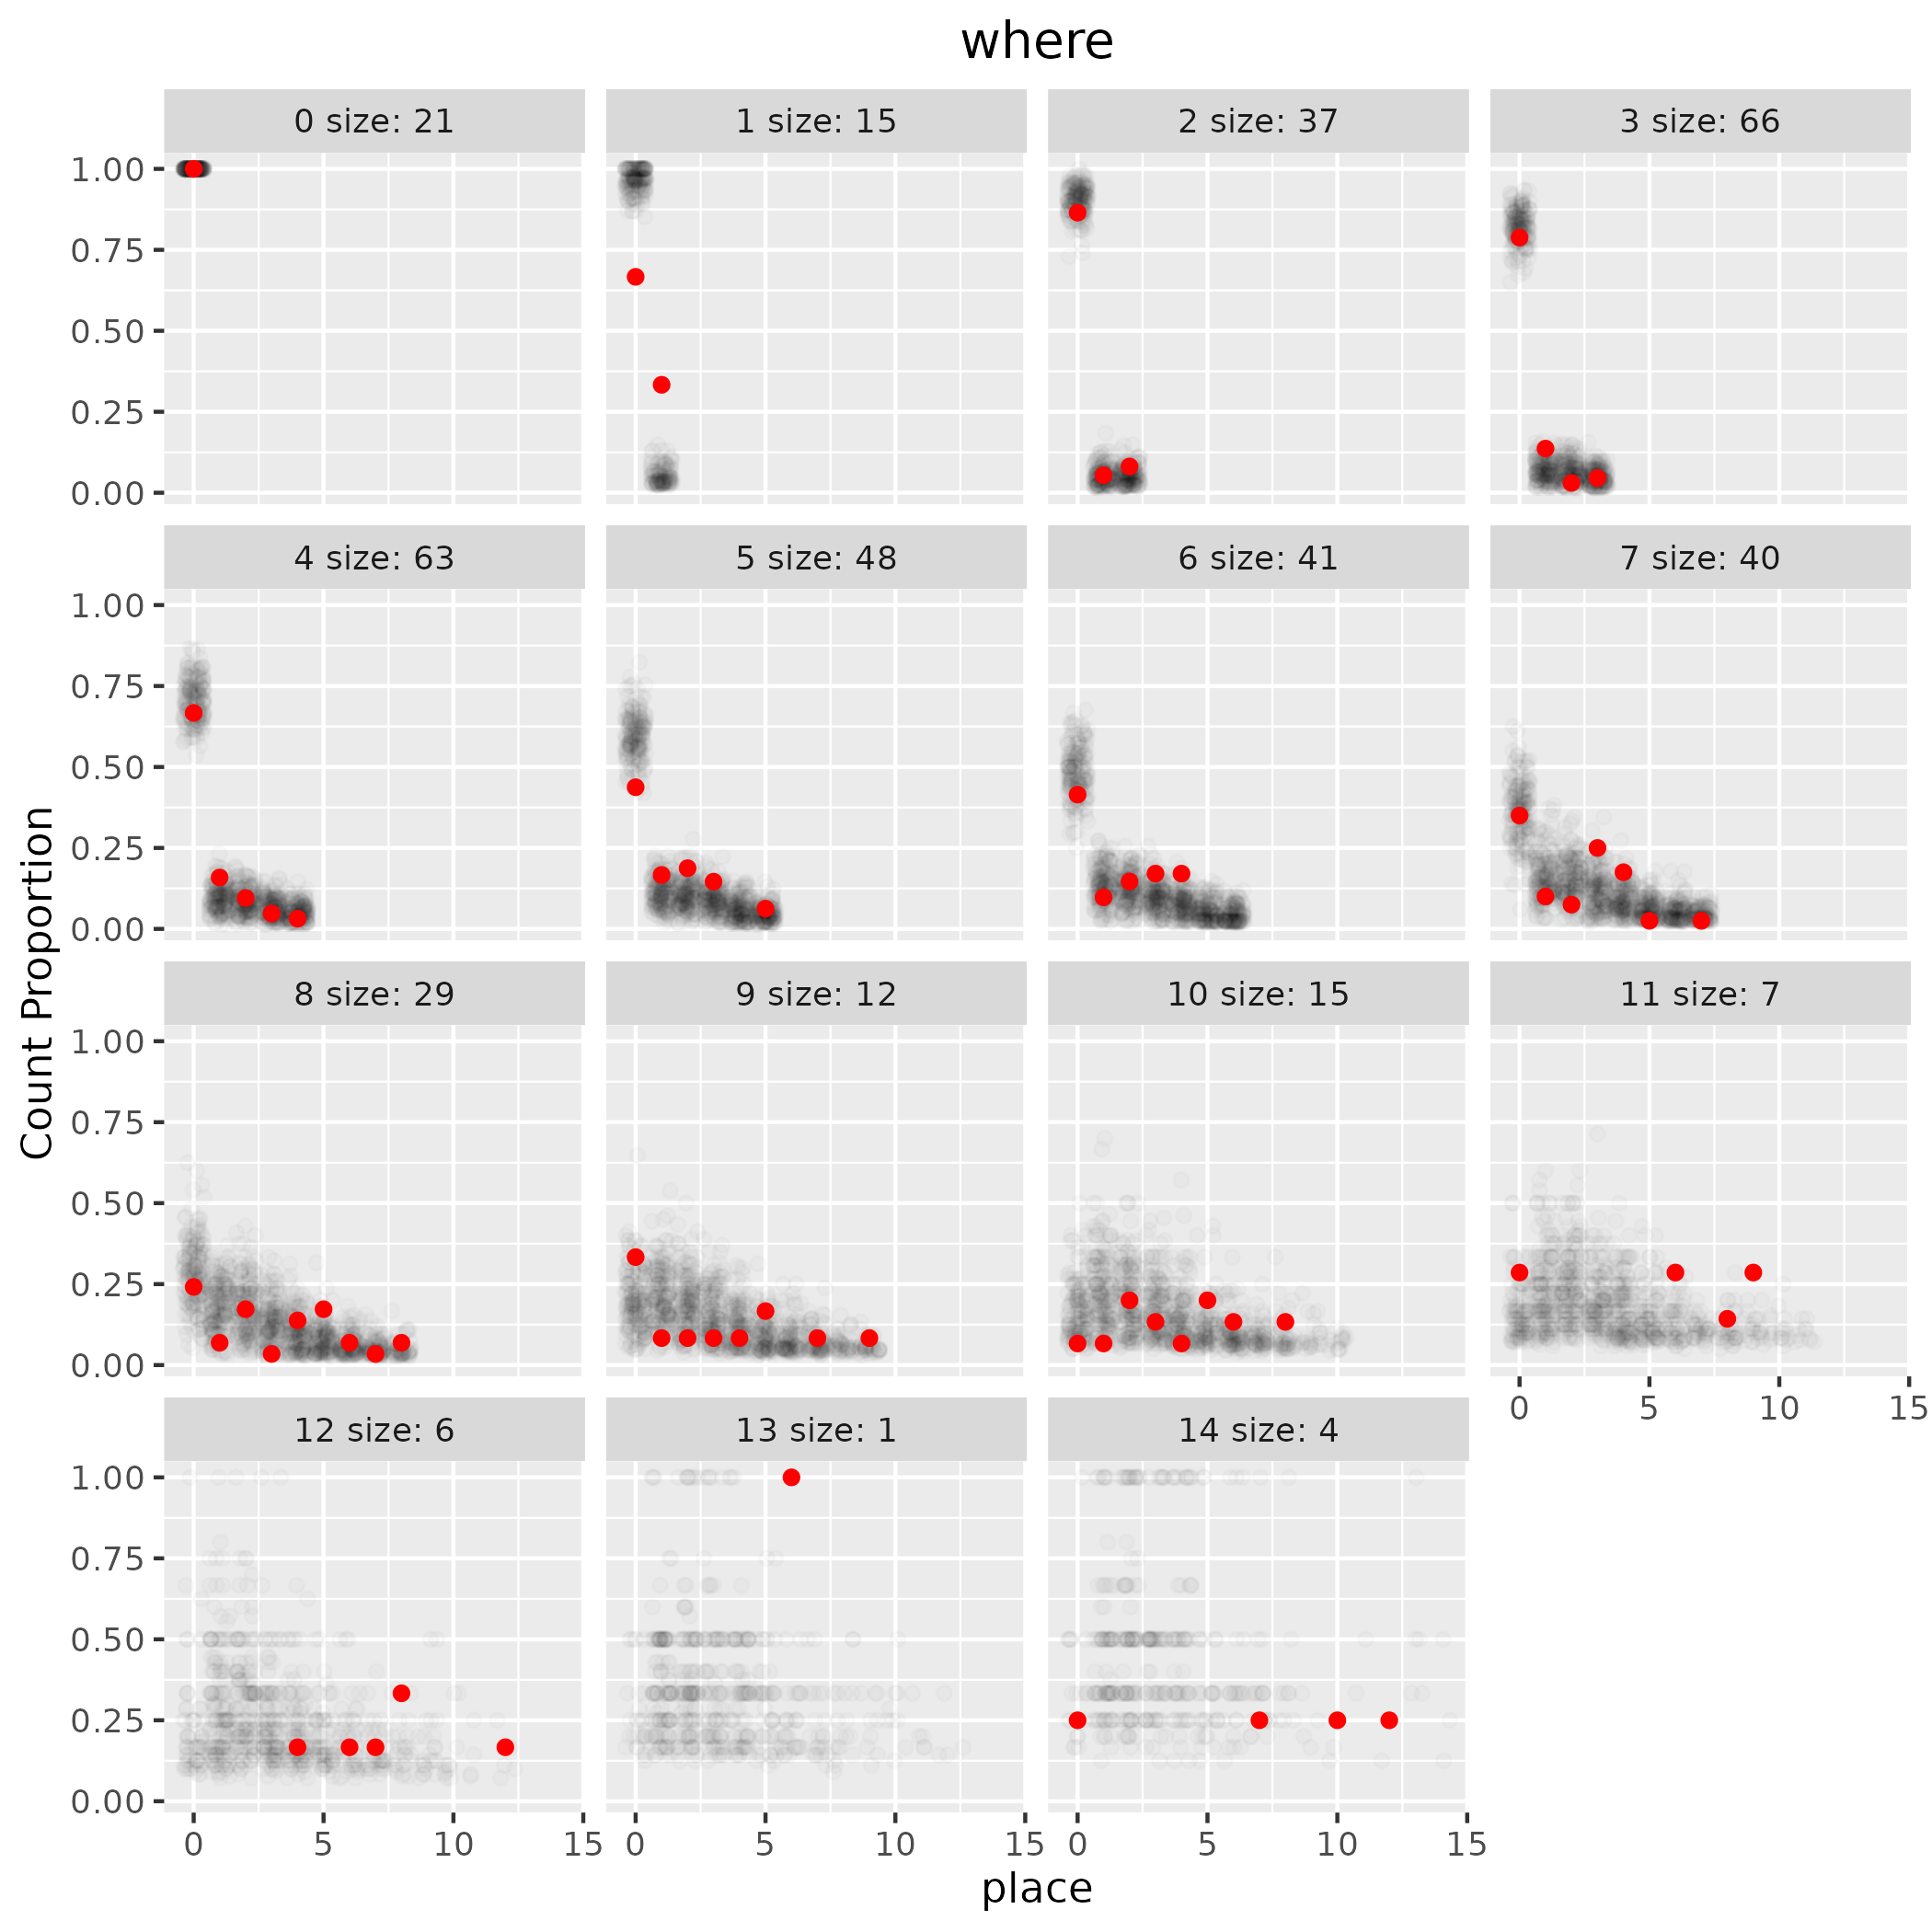 where
0 size: 21
1 size: 15
2 size: 37
3 size: 66
1.00
0.75
0.50
0.25
0.00
4 size: 63
5 size: 48
6 size: 41
7 size: 40
1.00
0.75
0.50
0.25
0.00
Count Proportion
8 size: 29
9 size: 12
10 size: 15
11 size: 7
1.00
0.75
0.50
0.25
0.00
0 5 10 15
12 size: 6
13 size: 1
14 size: 4
1.00
0.75
0.50
0.25
0.00
0 5 10 15
0 5 10 15
0 5 10 15
place